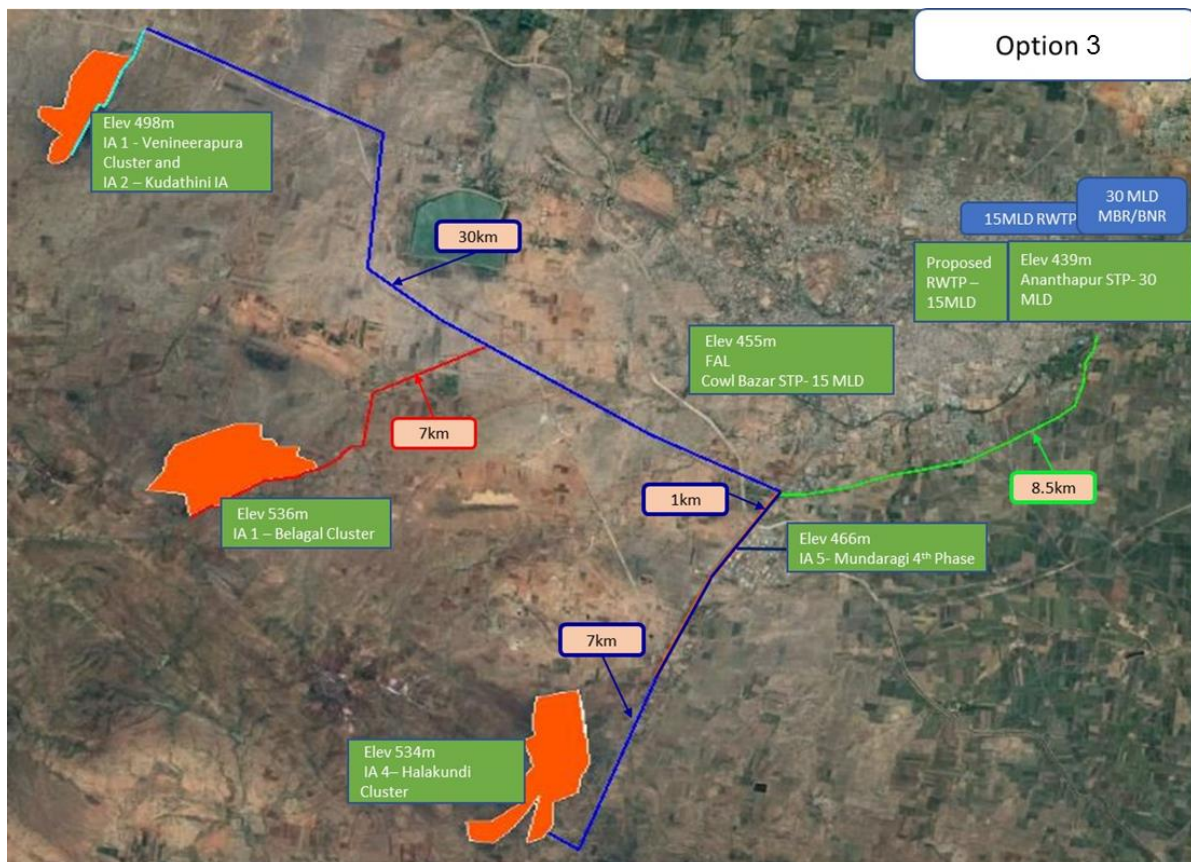 Option 3
Elev 498m
IA 1 - Venineerapura
Cluster and
IA 2 – Kudathini IA
30km
15MLD RWTP
30 MLD
MBR/BNR
Proposed
RWTP –
15MLD
Elev 439m
Ananthapur STP- 30
MLD
Elev 455m
FAL
Cowl Bazar STP- 15 MLD
7km
8.5km
1km
Elev 536m
IA 1 – Belagal Cluster
Elev 466m
IA 5- Mundaragi 4th Phase
7km
Elev 534m
IA 4– Halakundi
Cluster